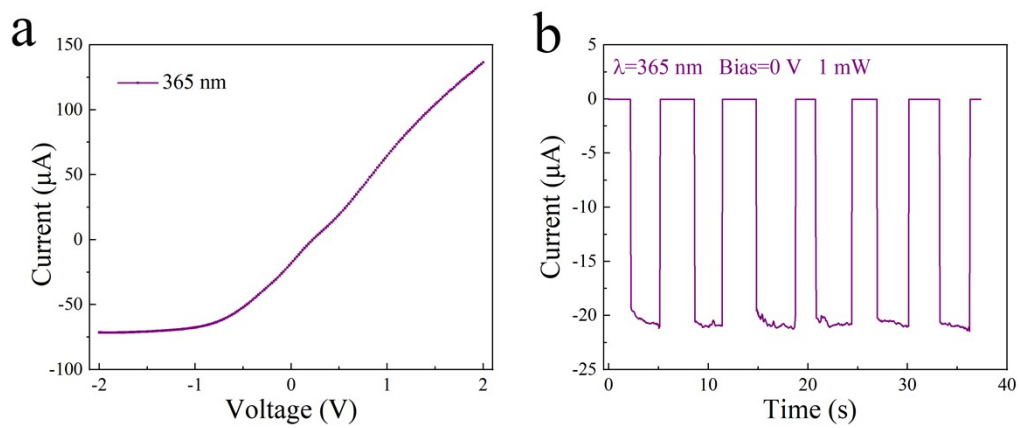 a
150
100
50
0
-50
-100
Current (μA)
365 nm
-2 -1 0 1 2
Voltage (V)
b
5
0
-5
-10
-15
-20
-25
Current (μA)
λ=365 nm Bias=0 V 1 mW
0 10 20 30 40
Time (s)